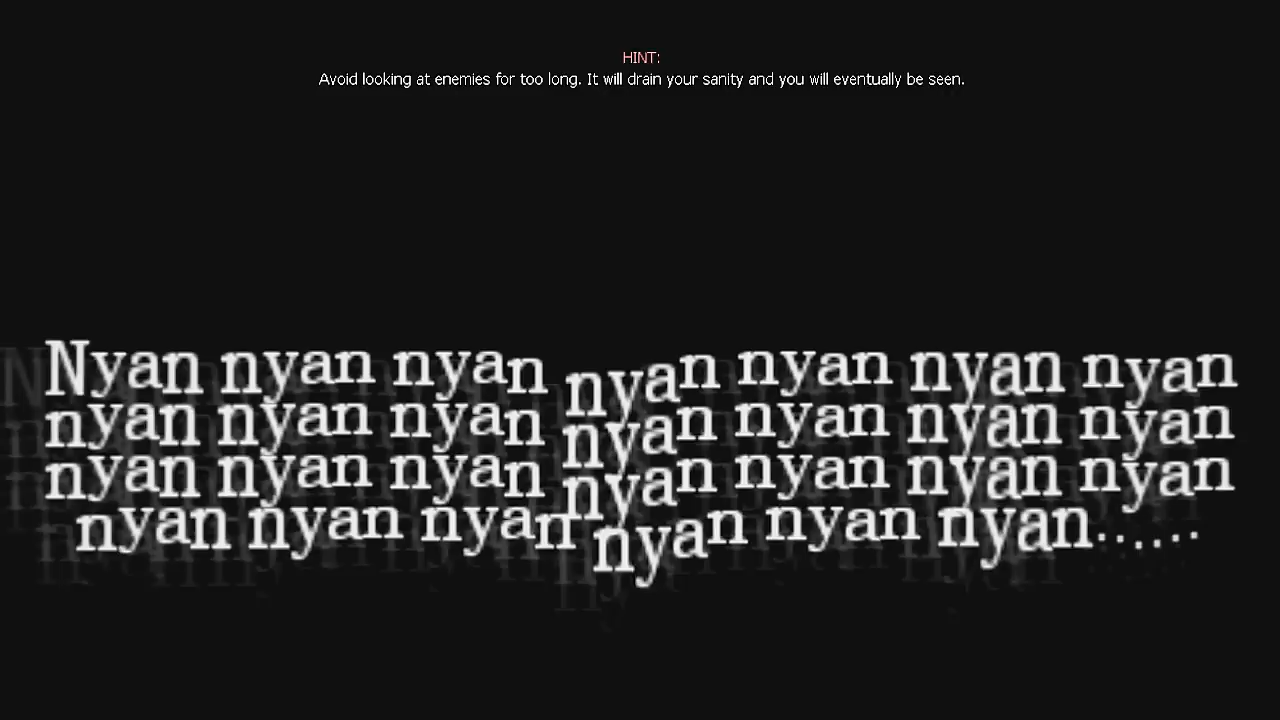 HINT:
Avoid looking at enemies for too long. It will drain your sanity and you will eventually be seen.
Nyan nyan nyan nyan nyan nyan nyan
nyan nyan nyan nyan nyan nyan nyan
nyan nyan nyan nyan nyan nyan nyan
nyan nyan nyan nyan nyan nyan......